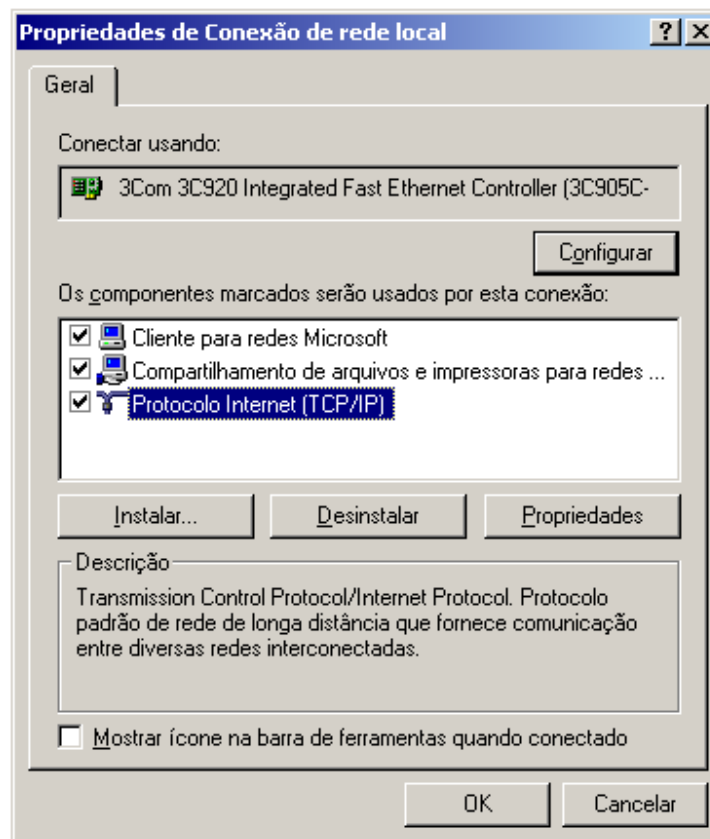 Propriedades de Conexão de rede local
Geral
Conectar usando:
3Com 3C920 Integrated Fast Ethernet Controller (3C905C-
Configurar
Os componentes marcados serão usados por esta conexão:
Cliente para redes Microsoft
Compartilhamento de arquivos e impressoras para redes ...
Protocolo Internet (TCP/IP)
Instalar... Desinstalar Propriedades
Descrição
Transmission Control Protocol/Internet Protocol. Protocolo
padrão de rede de longa distância que fornece comunicação
entre diversas redes interconectadas.
Mostrar ícone na barra de ferramentas quando conectado
OK Cancelar